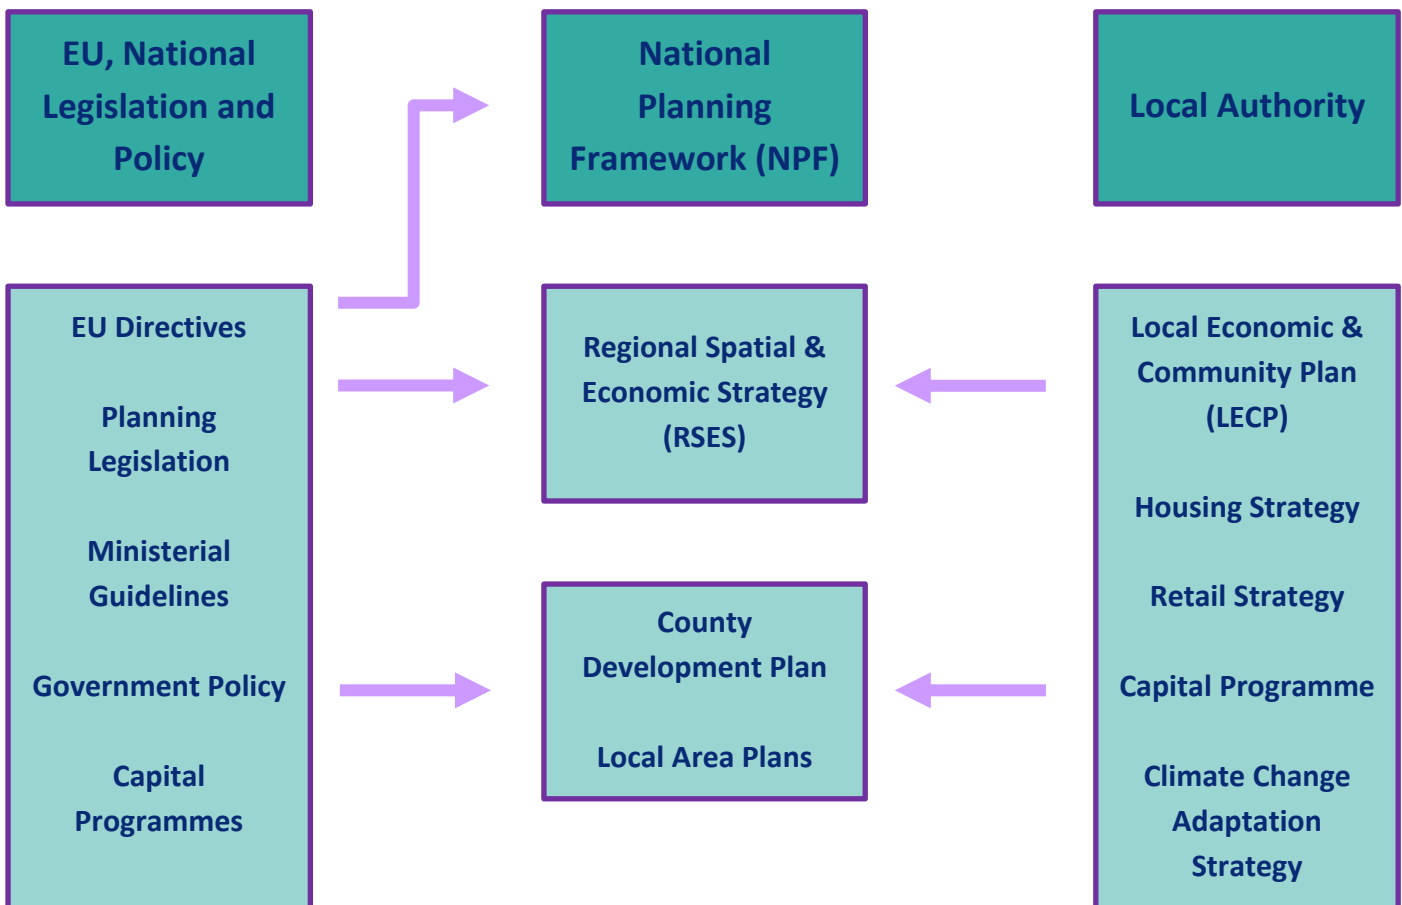 EU, National
Legislation and
Policy
National
Planning
Framework (NPF)
Local Authority
EU Directives
Planning
Legislation
Ministerial
Guidelines
Government Policy
Capital
Programmes
Regional Spatial &
Economic Strategy
(RSES)
County
Development Plan
Local Area Plans
Local Economic &
Community Plan
(LECP)
Housing Strategy
Retail Strategy
Capital Programme
Climate Change
Adaptation
Strategy